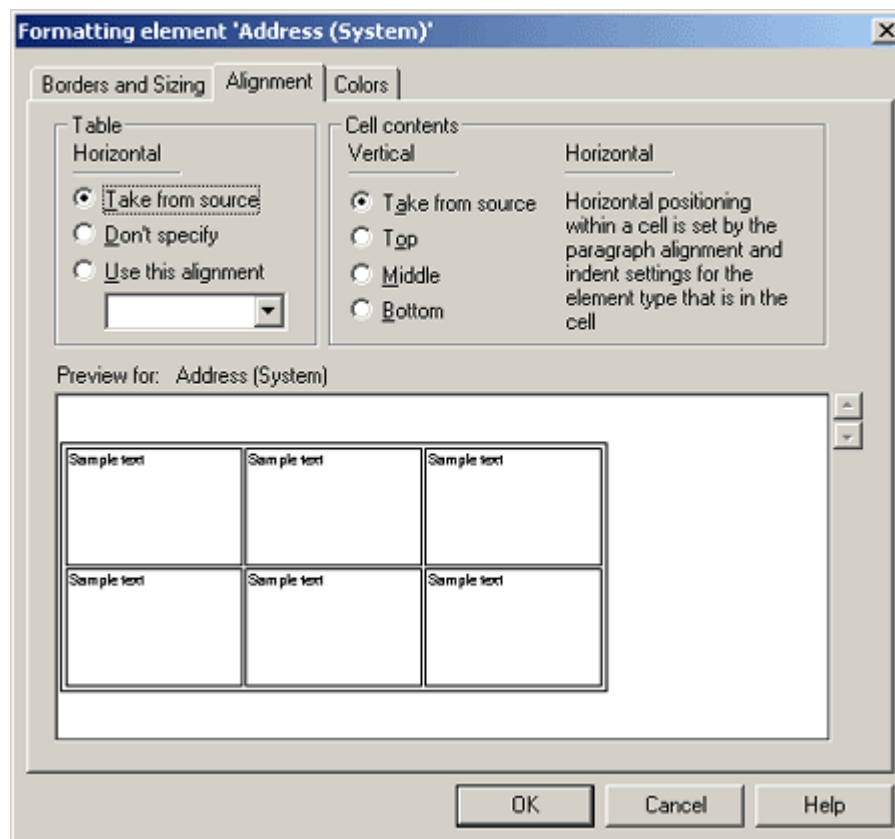 Formatting element 'Address (System)'
Borders and Sizing Alignment Colors
Table
Horizontal
Take from source
Don't specify
Use this alignment
Cell contents
Vertical
Take from source
Top
Middle
Bottom
Horizontal
Horizontal positioning
within a cell is set by the
paragraph alignment and
indent settings for the
element type that is in the
cell
Preview for: Address (System)
Sample text Sample text Sample text
Sample text Sample text Sample text
OK Cancel Help